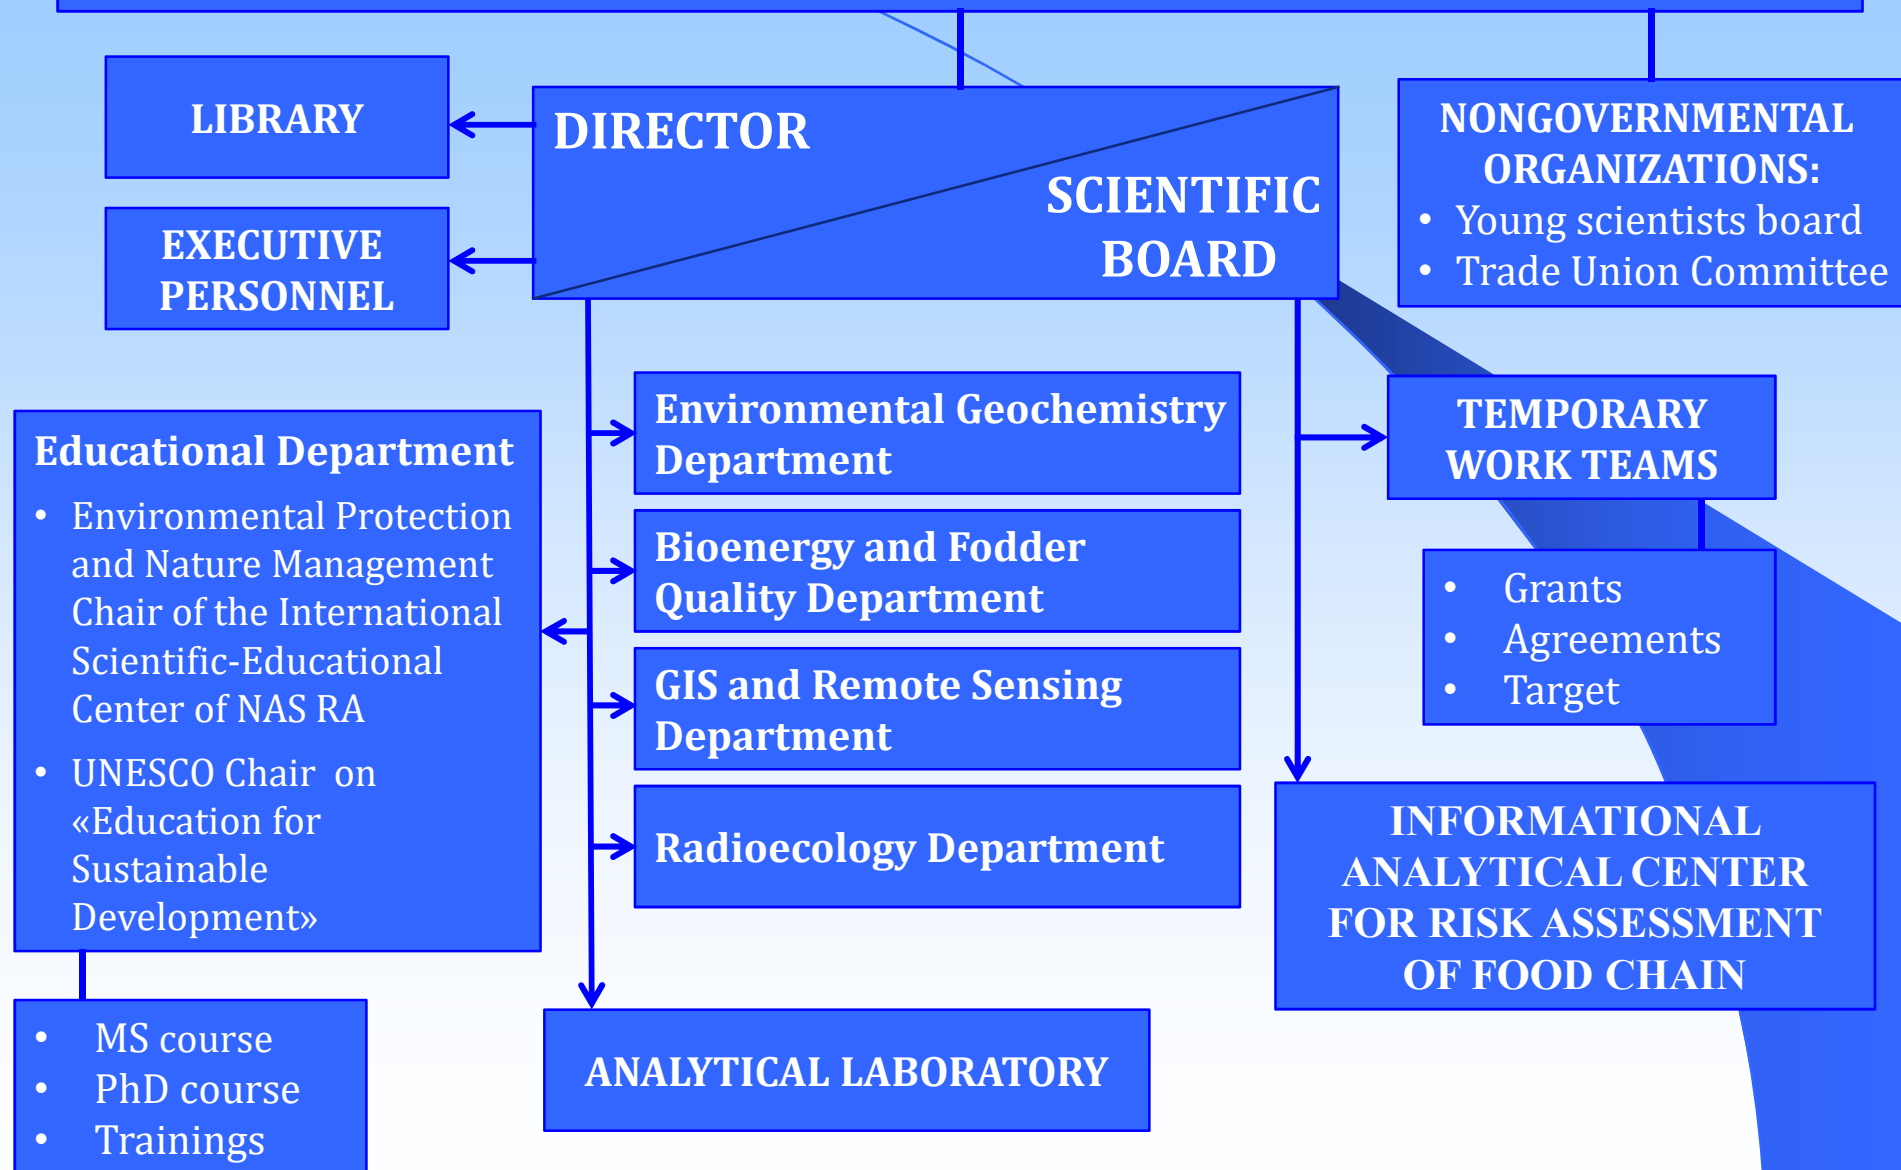 LIBRARY
EXECUTIVE
PERSONNEL
DIRECTOR
SCIENTIFIC
BOARD
NONGOVERNMENTAL
ORGANIZATIONS:
• Young scientists board
• Trade Union Committee
Educational Department
• Environmental Protection
and Nature Management
Chair of the International
Scientific-Educational
Center of NAS RA
• UNESCO Chair on
«Education for
Sustainable
Development»
• MS course
• PhD course
• Trainings
Environmental Geochemistry
Department
Bioenergy and Fodder
Quality Department
GIS and Remote Sensing
Department
Radioecology Department
ANALYTICAL LABORATORY
TEMPORARY
WORK TEAMS
• Grants
• Agreements
• Target
INFORMATIONAL
ANALYTICAL CENTER
FOR RISK ASSESSMENT
OF FOOD CHAIN